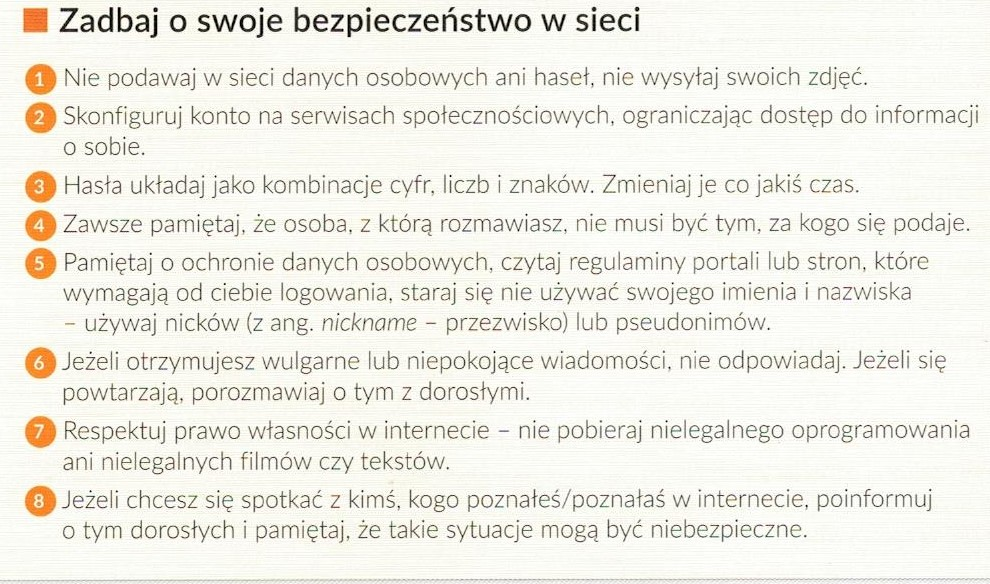 Zadbaj o swoje bezpieczeństwo w sieci
1 Nie podawaj w sieci danych osobowych ani haseł, nie wysyłaj swoich zdjęć.
2 Skonfiguruj konto na serwisach społecznościowych, ograniczając dostęp do informacji
o sobie.
3 Hasła układaj jako kombinacje cyfr, liczb i znaków. Zmieniaj je co jakiś czas.
4 Zawsze pamiętaj, że osoba, z którą rozmawiasz, nie musi być tym, za kogo się podaje.
5 Pamiętaj o ochronie danych osobowych, czytaj regulaminy portali lub stron, które
wymagają od ciebie logowania, staraj się nie używać swojego imienia i nazwiska
– używaj nicków (z ang. nickname – przezwisko) lub pseudonimów.
6 Jeżeli otrzymujesz wulgarne lub niepokojące wiadomości, nie odpowiadaj. Jeżeli się
powtarzają, porozmawiaj o tym z dorosłymi.
7 Respektuj prawo własności w internecie – nie pobieraj nielegalnego oprogramowania
ani nielegalnych filmów czy tekstów.
8 Jeżeli chcesz się spotkać z kimś, kogo poznałeś/poznałaś w internecie, poinformuj
o tym dorosłych i pamiętaj, że takie sytuacje mogą być niebezpieczne.